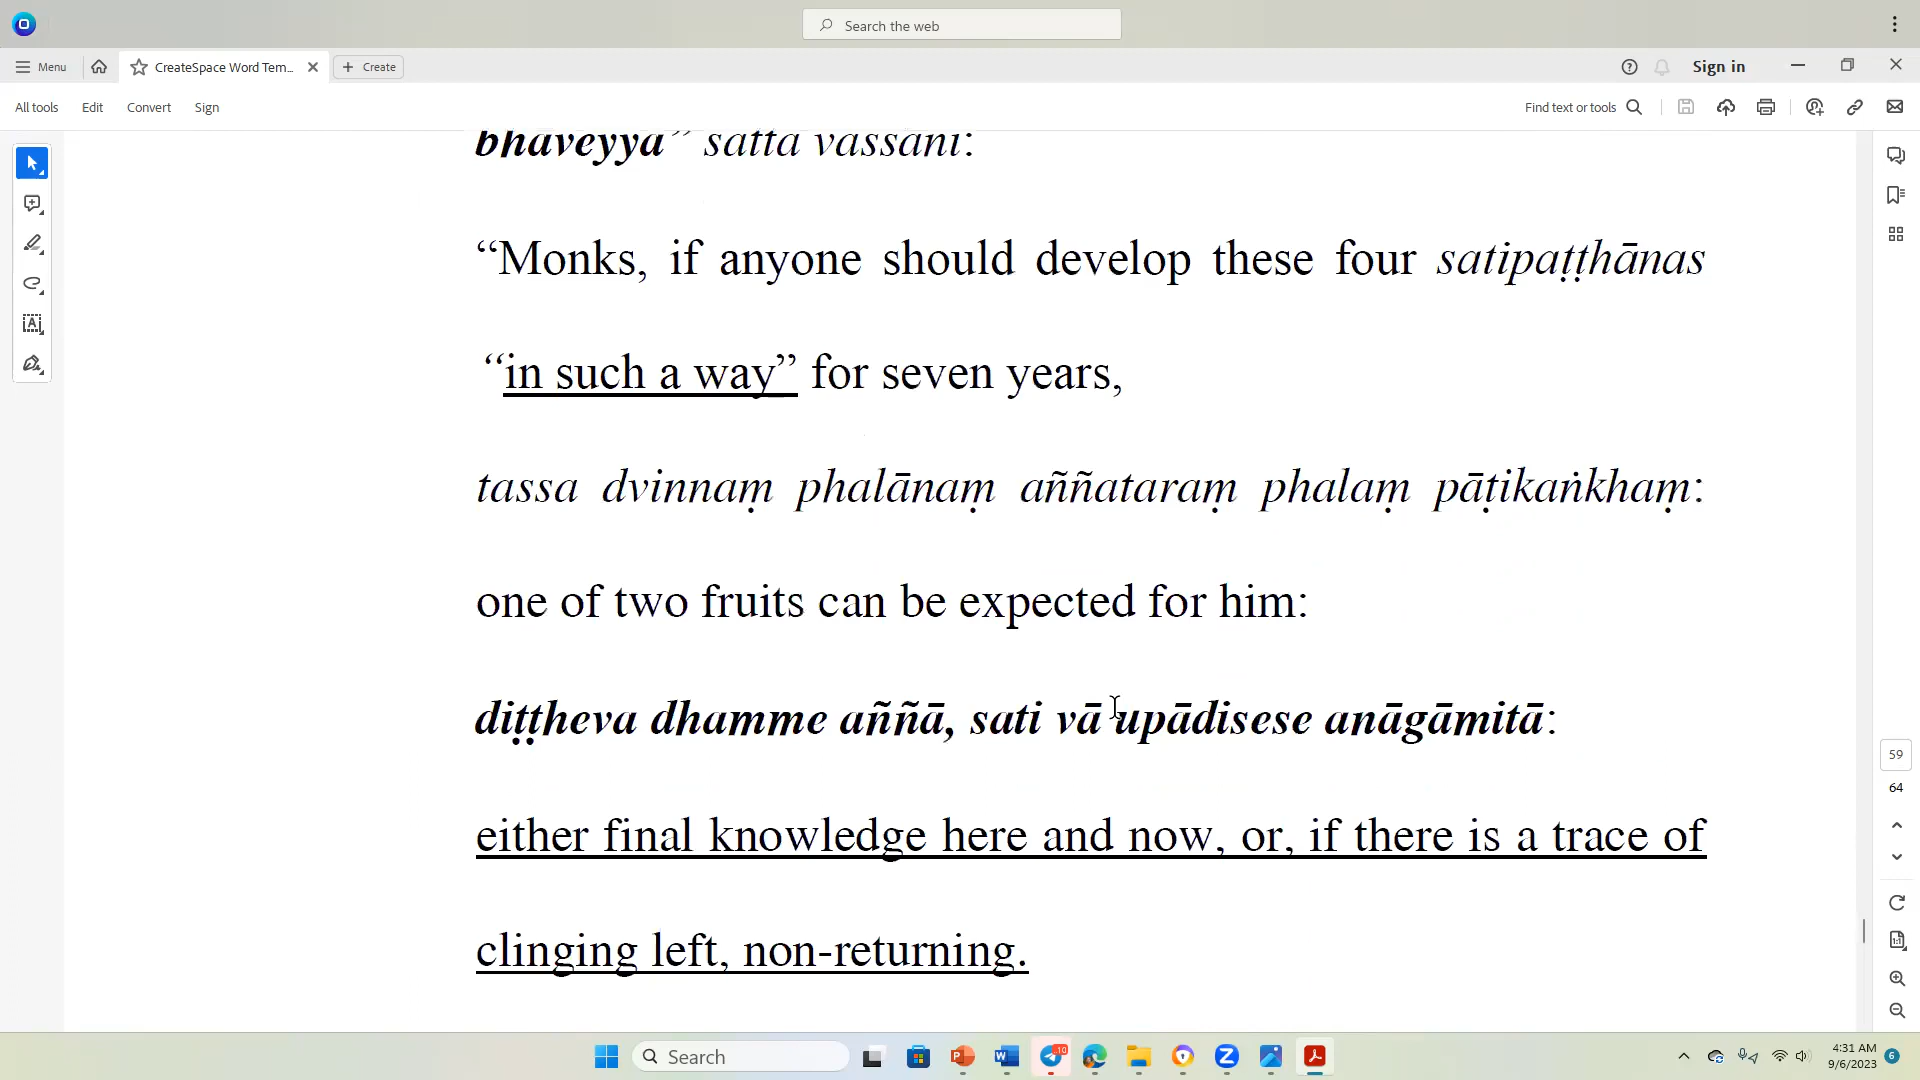 Search the web
Menu
CreateSpace Word Tem...
Create
Sign in
All tools
Edit
Convert
Sign
Find text or tools
bhaveyya” satta vassāni:
“Monks, if anyone should develop these four satipaṭṭhānas
“in such a way” for seven years,
tassa dvinnaṃ phalānaṃ aññataraṃ phalaṃ pāṭikaṅkhaṃ:
one of two fruits can be expected for him:
diṭṭheva dhamme aññā, sati vā upādisese anāgāmitā:
either final knowledge here and now, or, if there is a trace of
clinging left, non-returning.
59
64
Search
10
4:31 AM
9/6/2023
6